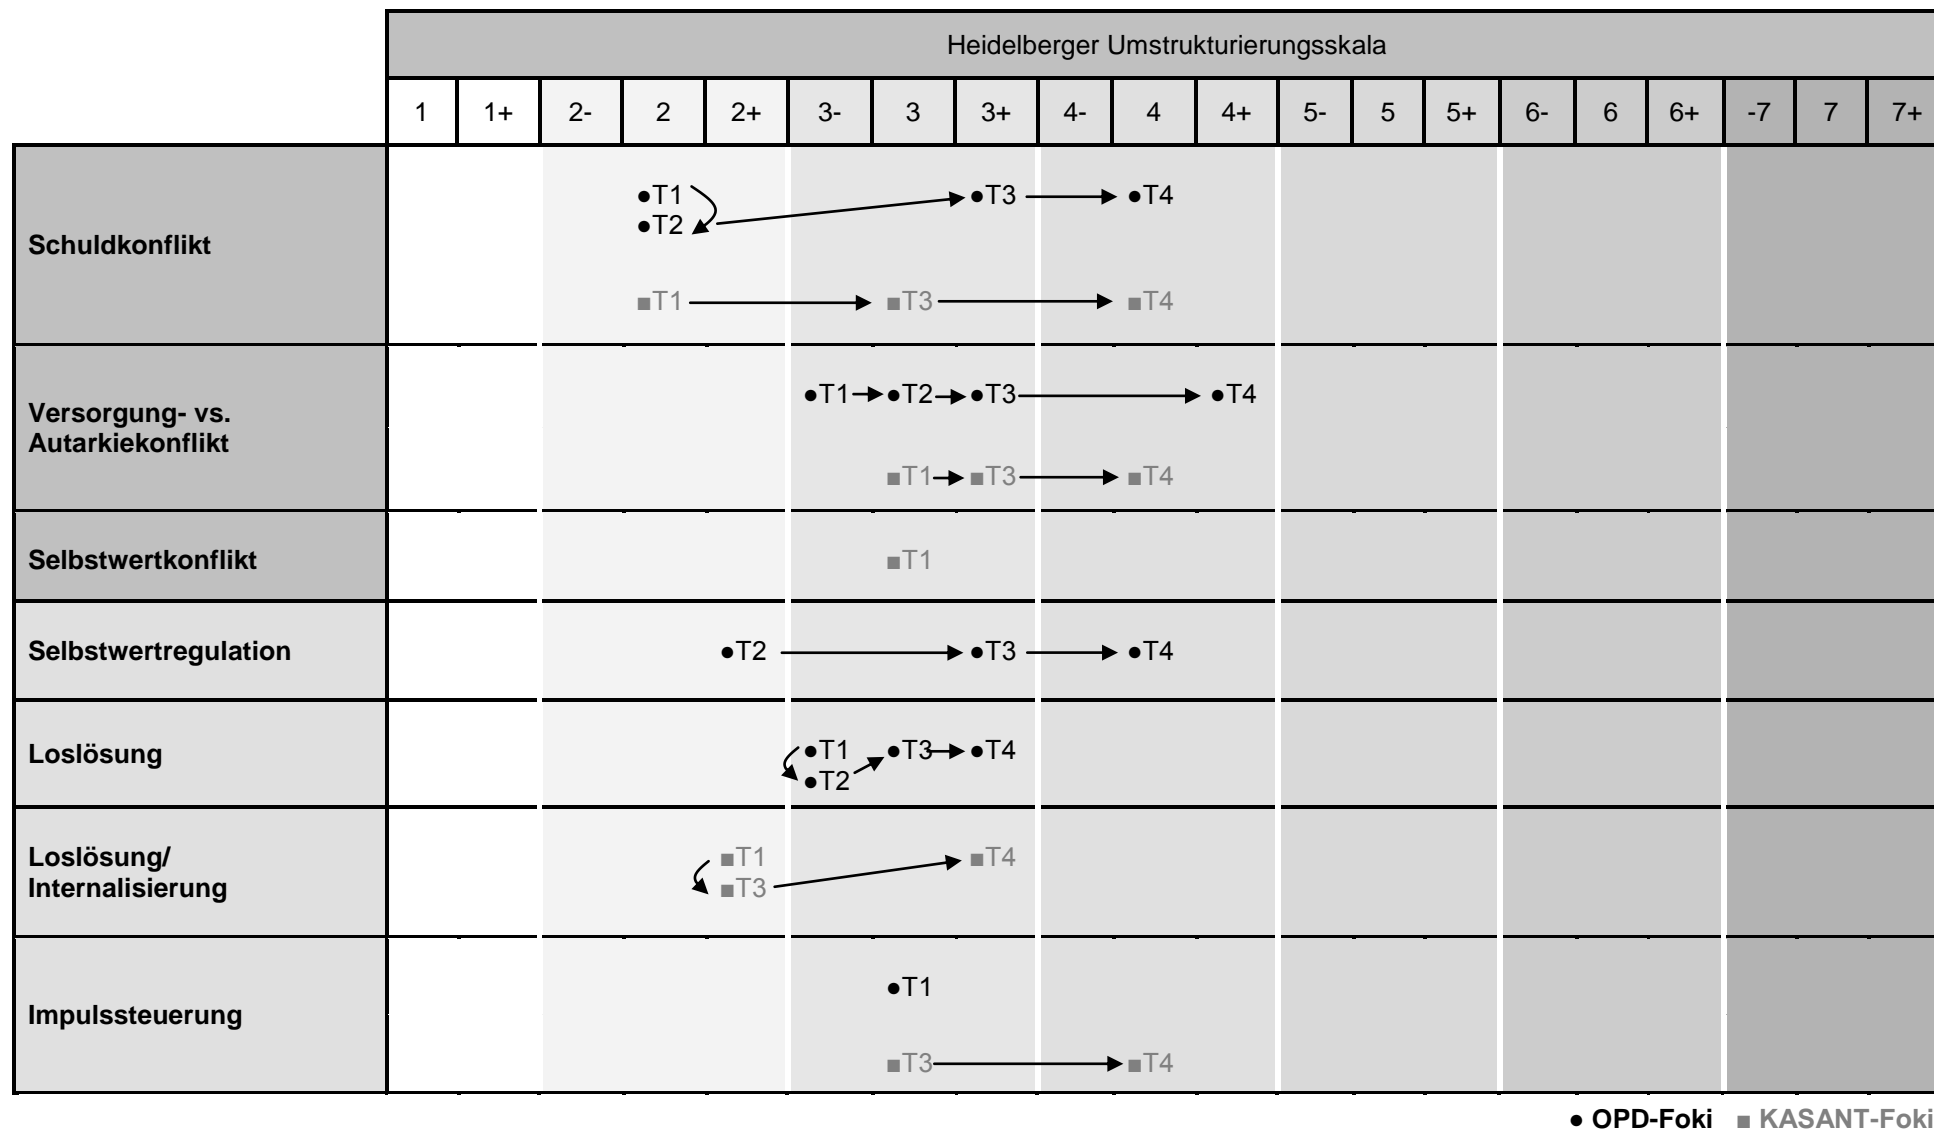 Heidelberger Umstrukturierungsskala
1 1+ 2- 2 2+ 3- 3 3+ 4- 4 4+ 5- 5 5+ 6- 6 6+ -7 7 7+
Schuldkonflikt
●T1 ●T3 ●T4
●T2
■T1 ■T3 ■T4
Versorgung- vs.
Autarkiekonflikt
●T1 ●T2 ●T3 ●T4
■T1 ■T3 ■T4
Selbstwertkonflikt
■T1
Selbstwertregulation
●T2 ●T3 ●T4
Loslösung
●T1 ●T3 ●T4
●T2
Loslösung/
Internalisierung
■T1 ■T4
■T3
Impulssteuerung
●T1
■T3 ■T4
● OPD-Foki ■ KASANT-Foki